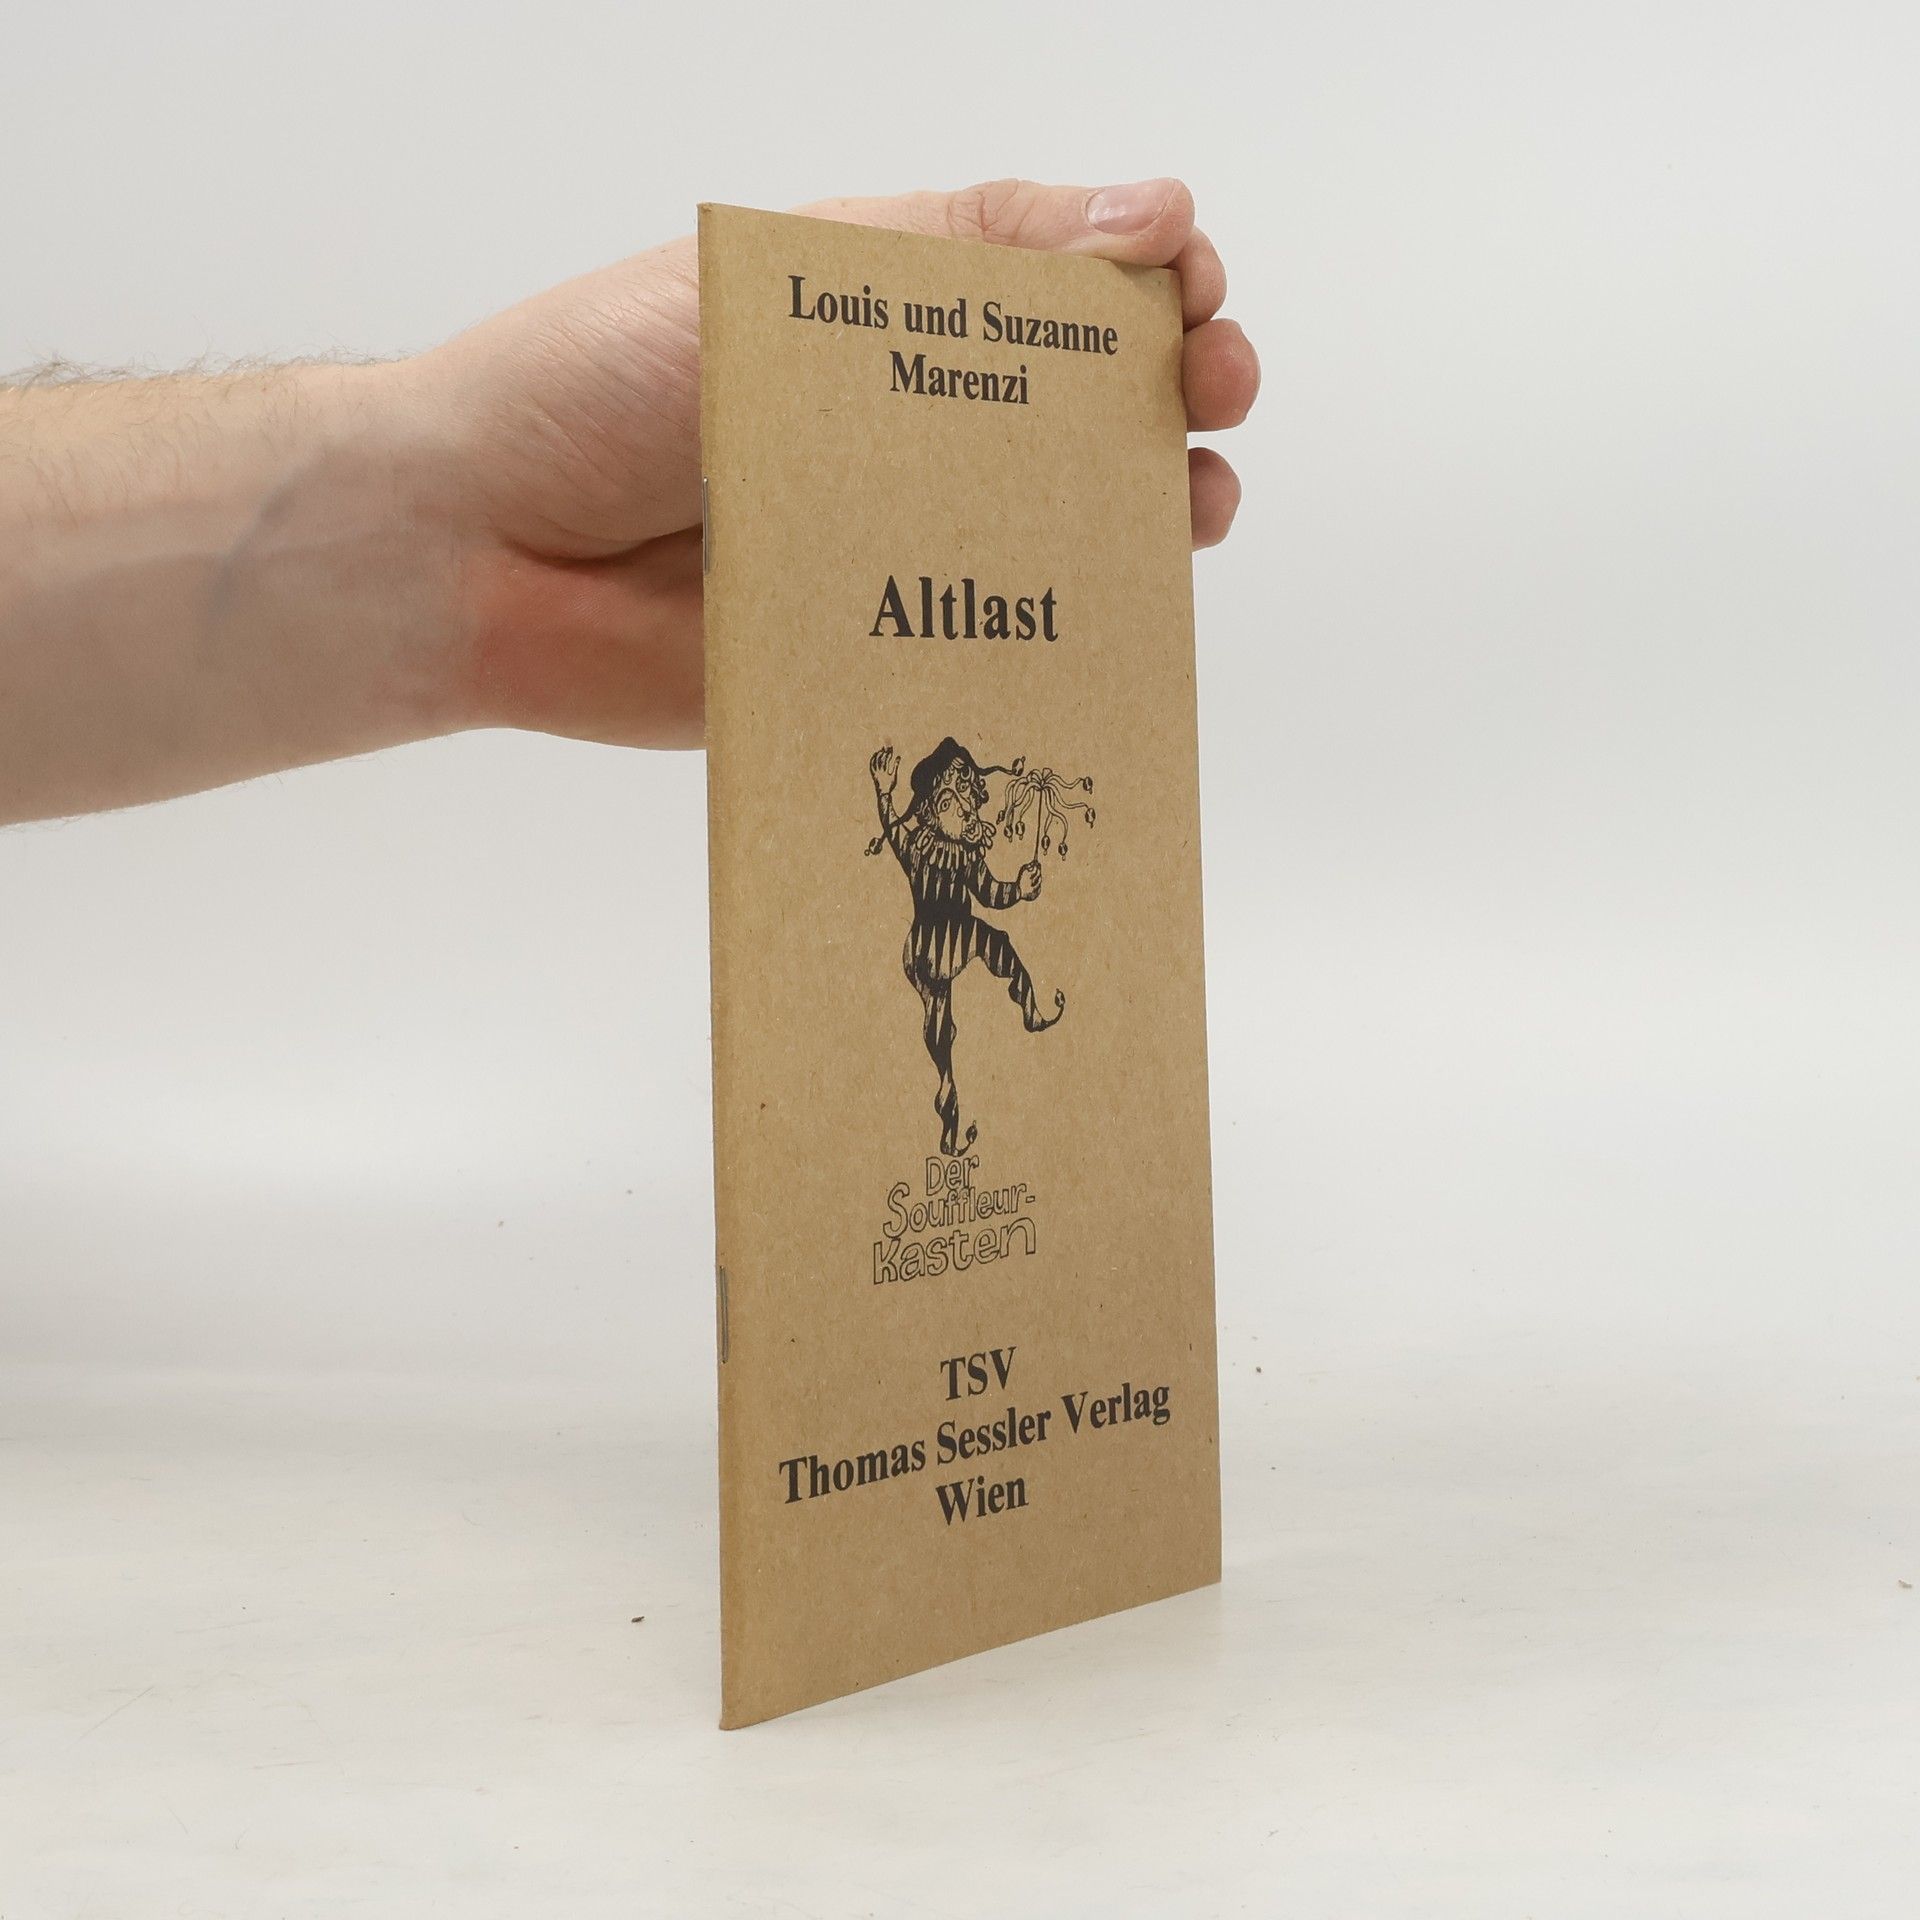 Louis und Suzanne
Marenzi
Altlast
Der
Souffleur-
Kasten
TSV
Thomas Sessler Verlag
Wien